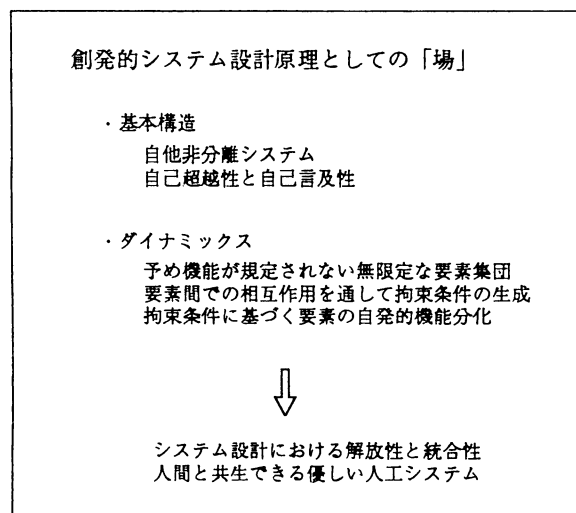 創発的システム設計原理としての「場」
・基本構造
自他非分離システム
自己超越性と自己言及性
・ダイナミックス
予め機能が規定されない無限定な要素集団
要素間での相互作用を通して拘束条件の生成
拘束条件に基づく要素の自発的機能分化
システム設計における解放性と統合性
人間と共生できる優しい人工システム